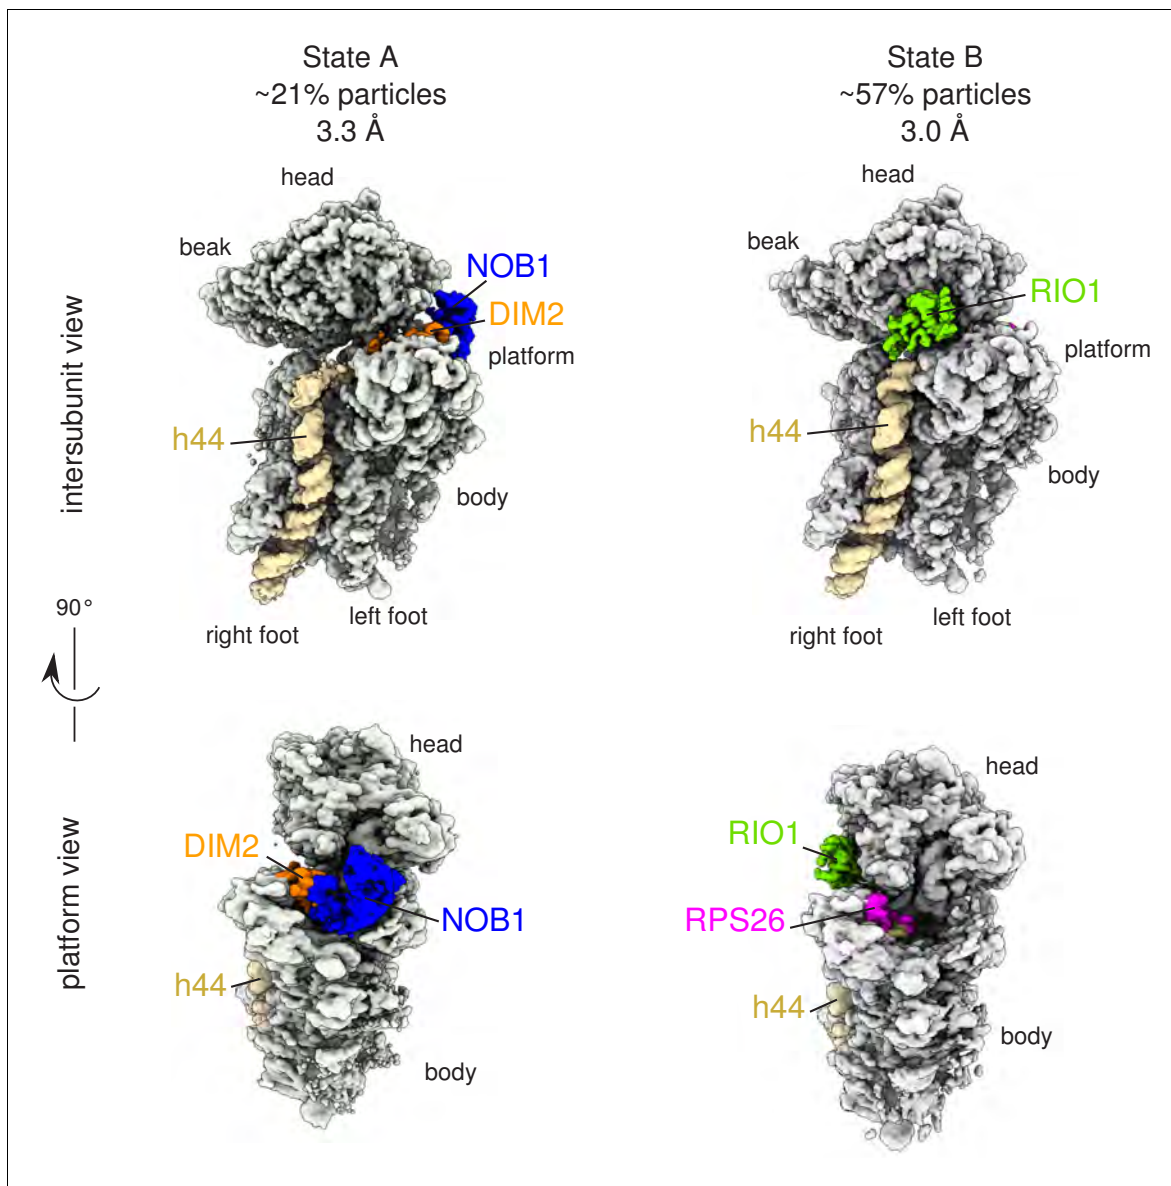 State A
~21% particles
3.3 Å
State B
~57% particles
3.0 Å
intersubunit view
head
beak
NOB1
DIM2
platform
h44
body
left foot
right foot
head
beak
RIO1
platform
h44
body
left foot
right foot
90°
platform view
head
DIM2
NOB1
h44
body
head
RIO1
RPS26
h44
body